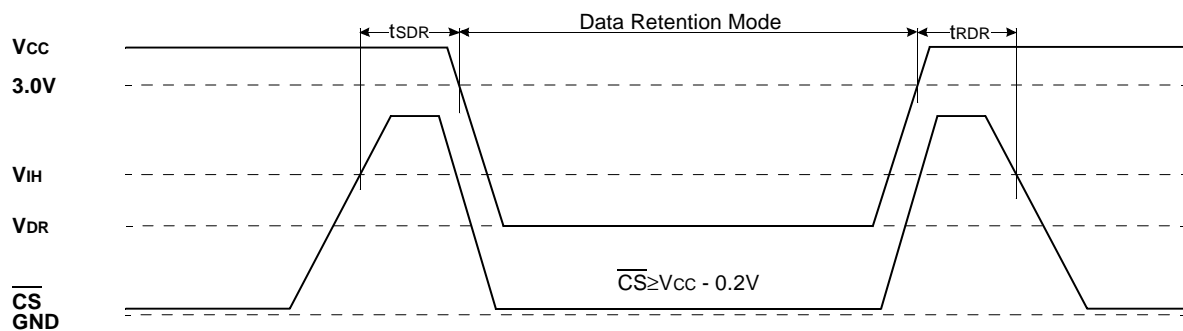 tSDR Data Retention Mode tRDR
VCC
3.0V
VIH
VDR
CS≥VCC - 0.2V
CS
GND